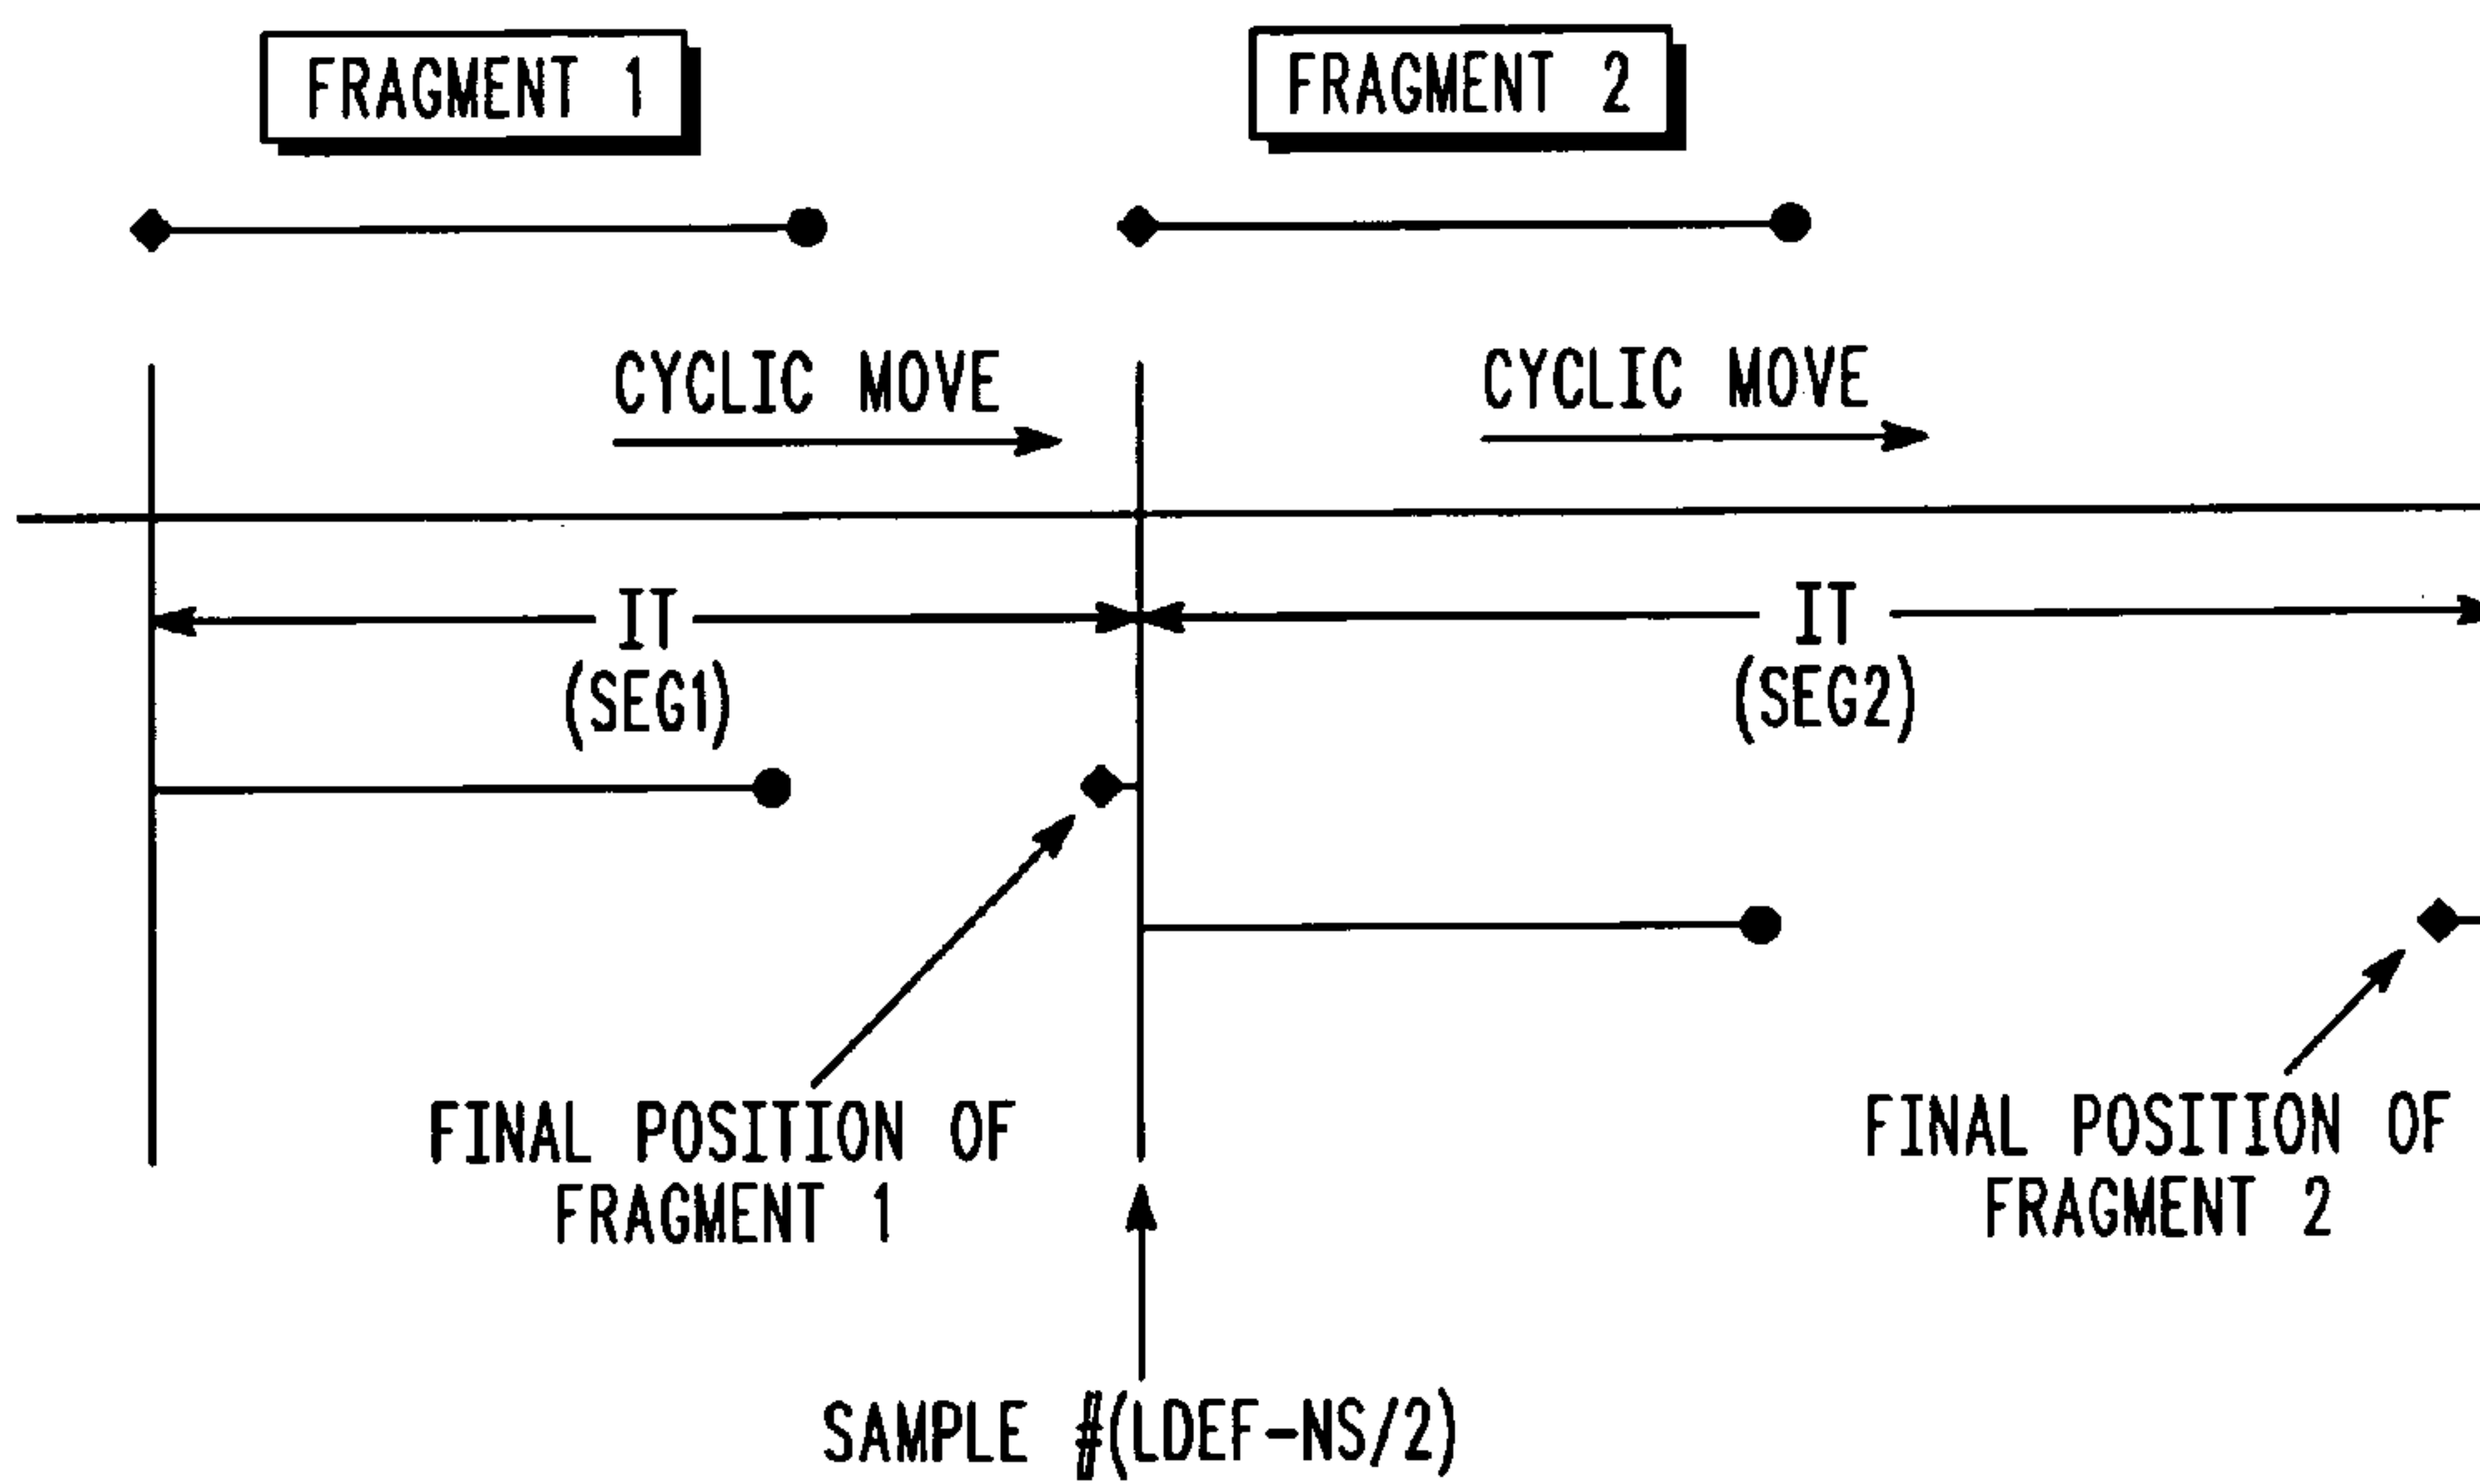 FRAGMENT 1
FRAGMENT 2
CYCLIC MOVE
CYCLIC MOVE
IT
(SEG1)
IT
(SEG2)
FINAL POSITION OF
FRAGMENT 1
FINAL POSITION OF
FRAGMENT 2
SAMPLE #(LDEF-NS/2)